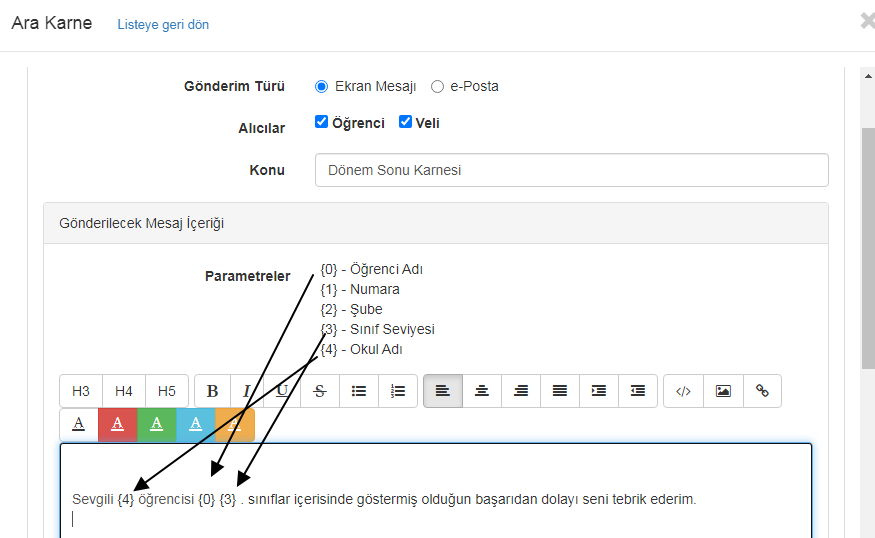 Ara Karne Listeye geri dön
Gönderim Türü Ekran Mesajı e-Posta
Alıcılar Öğrenci Veli
Konu Dönem Sonu Karnesi
Gönderilecek Mesaj İçeriği
Parametreler {0} - Öğrenci Adı
{1} - Numara
{2} - Şube
{3} - Sınıf Seviyesi
{4} - Okul Adı
H3 H4 H5 B I U S </>
A A A A A
Sevgili {4} öğrencisi {0} {3} . sınıflar içerisinde göstermiş olduğun başarıdan dolayı seni tebrik ederim.